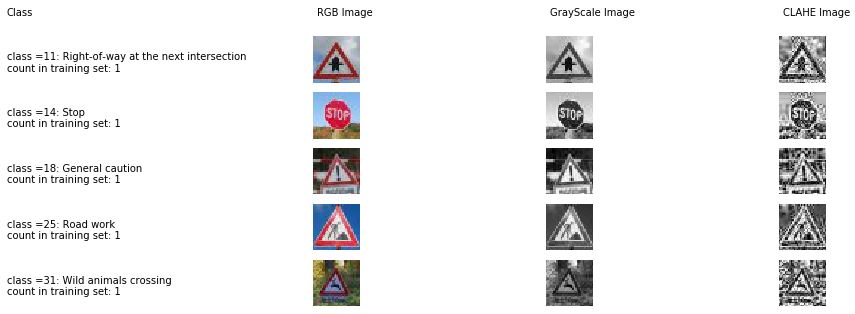 Class RGB Image GrayScale Image CLAHE Image
class =11: Right-of-way at the next intersection
count in training set: 1
class =14: Stop
count in training set: 1
STOP STOP STOP
class =18: General caution
count in training set: 1
class =25: Road work
count in training set: 1
class =31: Wild animals crossing
count in training set: 1